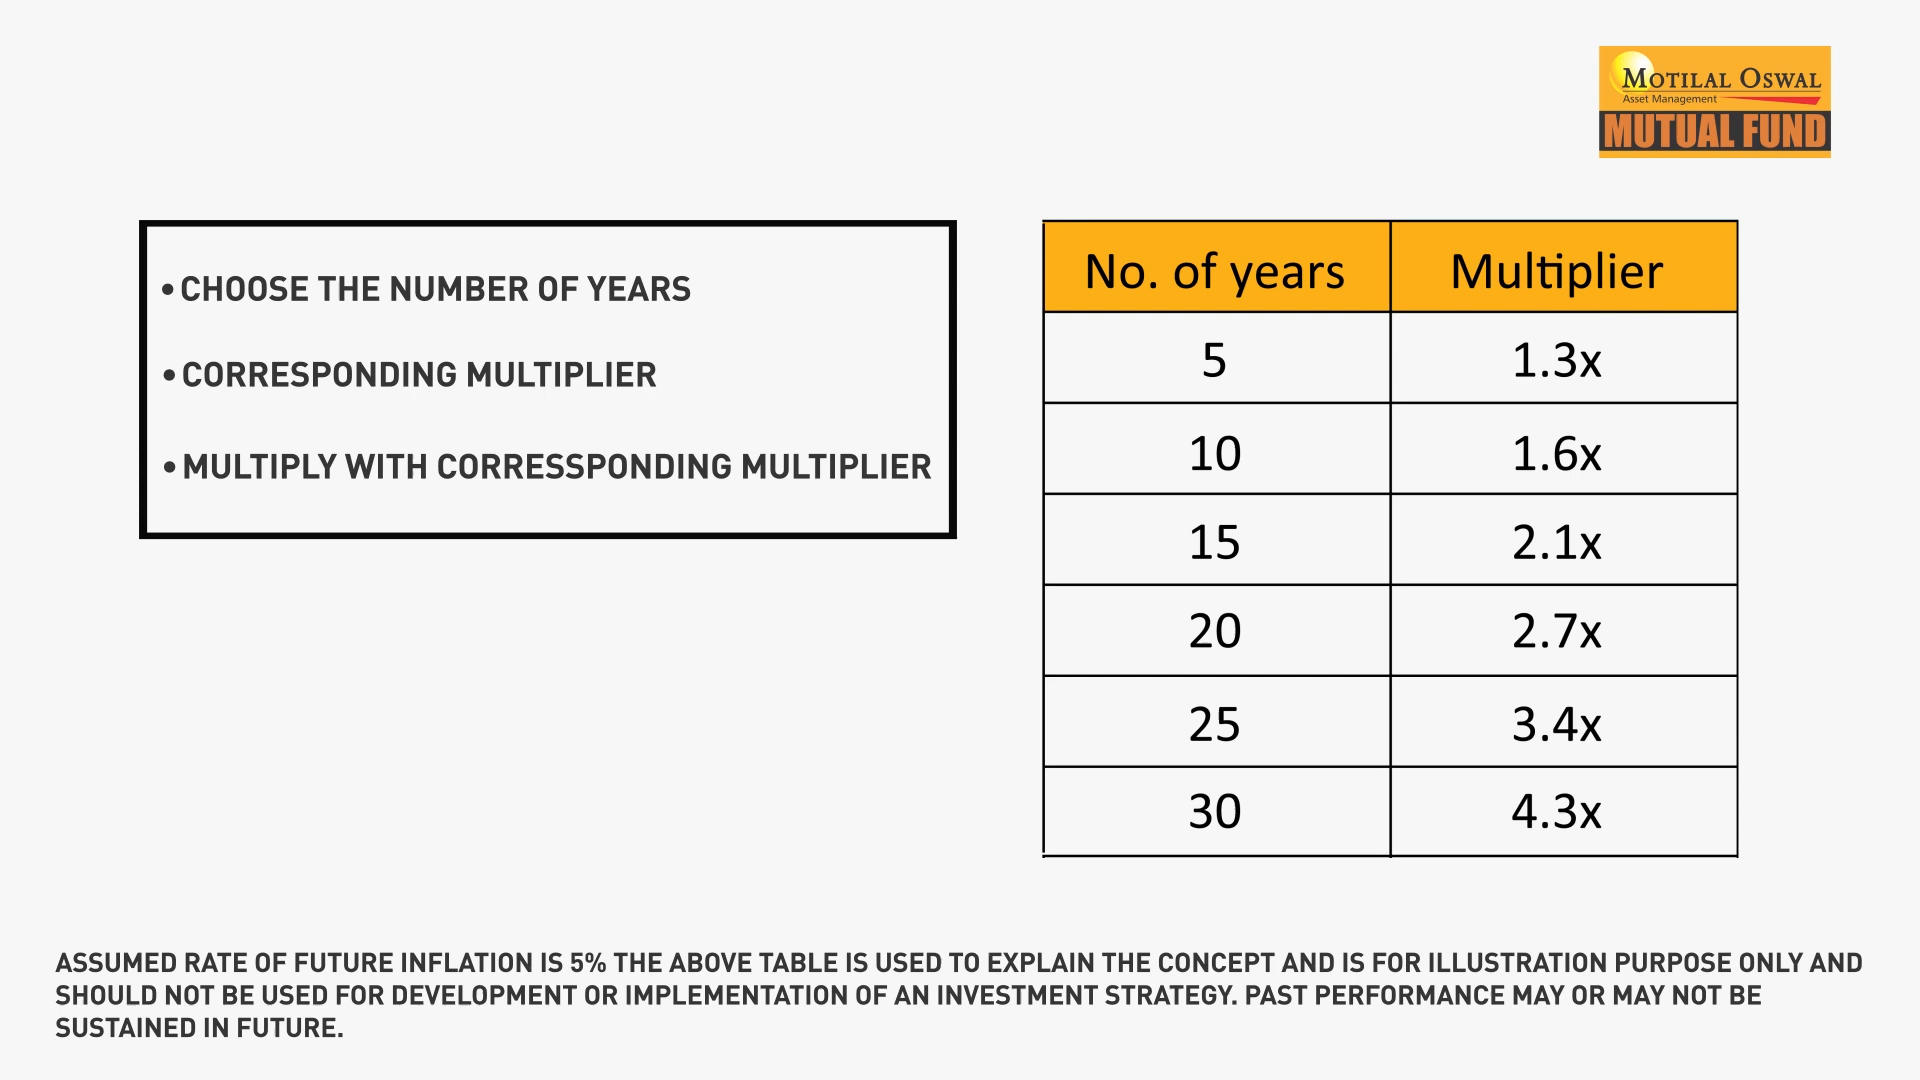 MOTILAL OSWAL
Asset Management
MUTUAL FUND
• CHOOSE THE NUMBER OF YEARS
• CORRESPONDING MULTIPLIER
• MULTIPLY WITH CORRESSPONDING MULTIPLIER
No. of years Multiplier
5 1.3x
10 1.6x
15 2.1x
20 2.7x
25 3.4x
30 4.3x
ASSUMED RATE OF FUTURE INFLATION IS 5% THE ABOVE TABLE IS USED TO EXPLAIN THE CONCEPT AND IS FOR ILLUSTRATION PURPOSE ONLY AND
SHOULD NOT BE USED FOR DEVELOPMENT OR IMPLEMENTATION OF AN INVESTMENT STRATEGY. PAST PERFORMANCE MAY OR MAY NOT BE
SUSTAINED IN FUTURE.